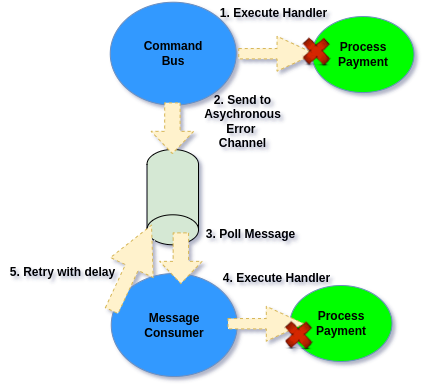 1. Execute Handler
Command
Bus
Process
Payment
2. Send to
Asychronous
Error
Channel
3. Poll Message
5. Retry with delay
4. Execute Handler
Message
Consumer
Process
Payment